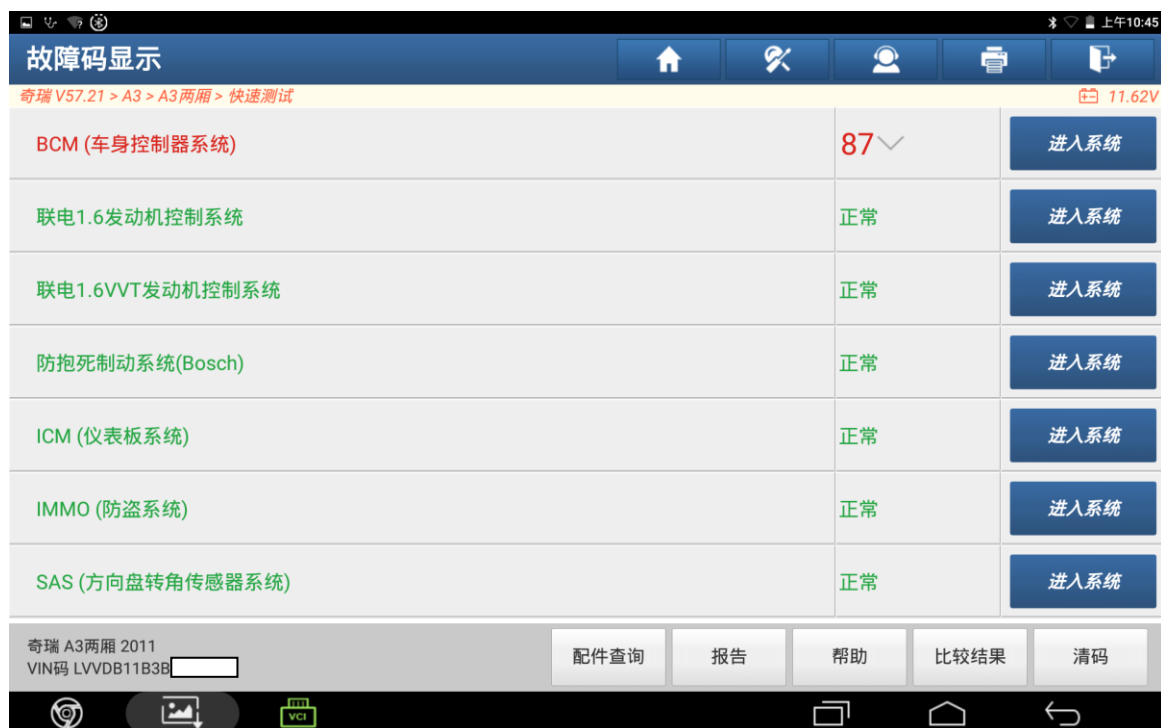 上午10:45
故障码显示
奇瑞 V57.21 > A3 > A3两厢 > 快速测试
11.62V
BCM (车身控制器系统)
87
进入系统
联电1.6发动机控制系统
正常
进入系统
联电1.6VVT发动机控制系统
正常
进入系统
防抱死制动系统(Bosch)
正常
进入系统
ICM (仪表板系统)
正常
进入系统
IMMO (防盗系统)
正常
进入系统
SAS (方向盘转角传感器系统)
正常
进入系统
奇瑞 A3两厢 2011
VIN码 LVVDB11B3B
配件查询
报告
帮助
比较结果
清码
VCI